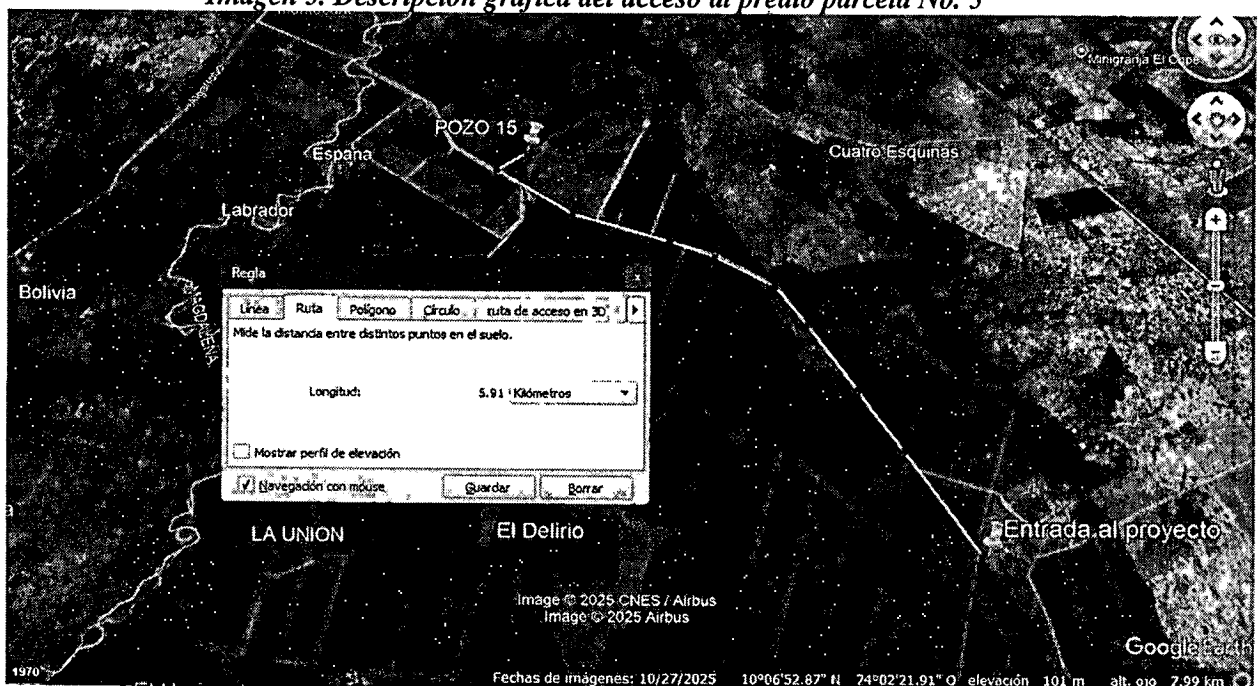 Imagen 3. Descripción gráfica del acceso al predio parcela No. 3
Minigranja El Cope
POZO 15
España
Cuatro Esquinas
Labrador
Bolivia
Regla
Línea
Ruta
Polígono
Círculo
ruta de acceso en 3D
Mide la distancia entre distintos puntos en el suelo.
Longitud:
5.91 Kilómetros
Mostrar perfil de elevación
Navegación con mouse
Guardar
Borrar
LA UNION
El Delirio
Entrada al proyecto
Image © 2025 CNES / Airbus
Image © 2025 Airbus
Google Earth
1970
Fechas de imágenes: 10/27/2025 10°06'52.87" N 74°02'21.91" O elevación 101 m alt. ojo 7.99 km